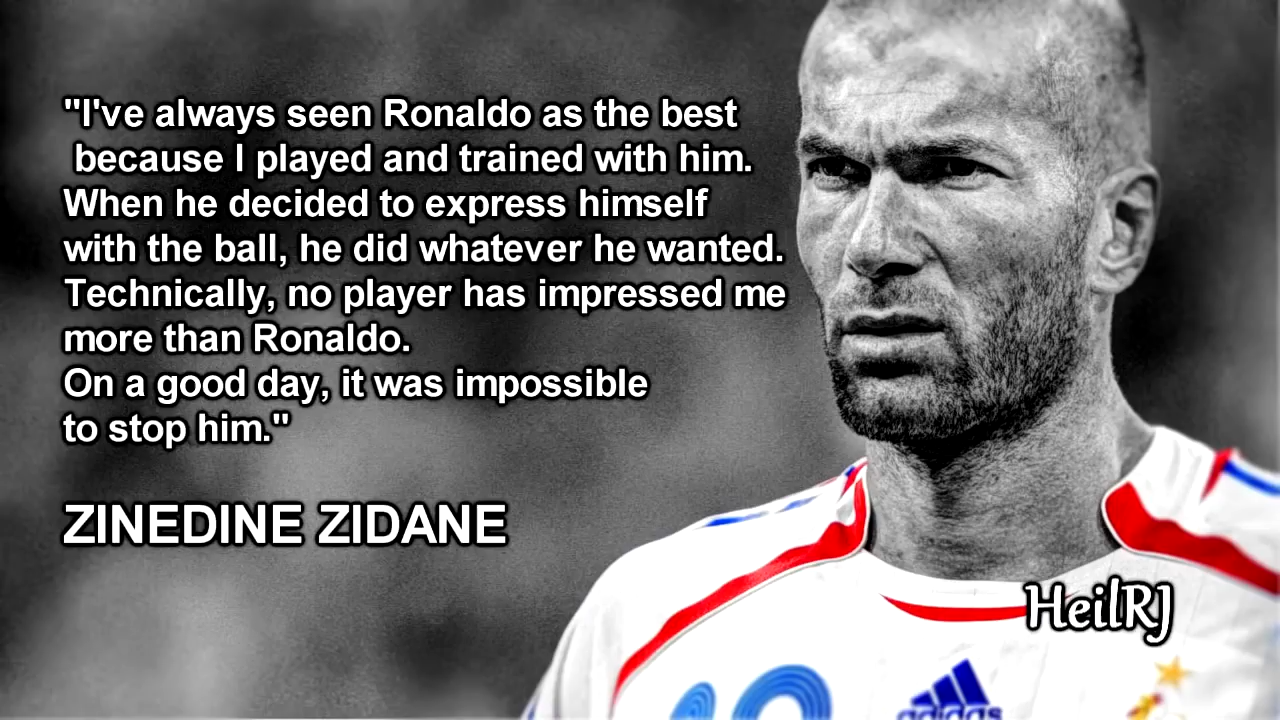 "I've always seen Ronaldo as the best
because I played and trained with him.
When he decided to express himself
with the ball, he did whatever he wanted.
Technically, no player has impressed me
more than Ronaldo.
On a good day, it was impossible
to stop him."
ZINEDINE ZIDANE
HeilRJ
10
adidas